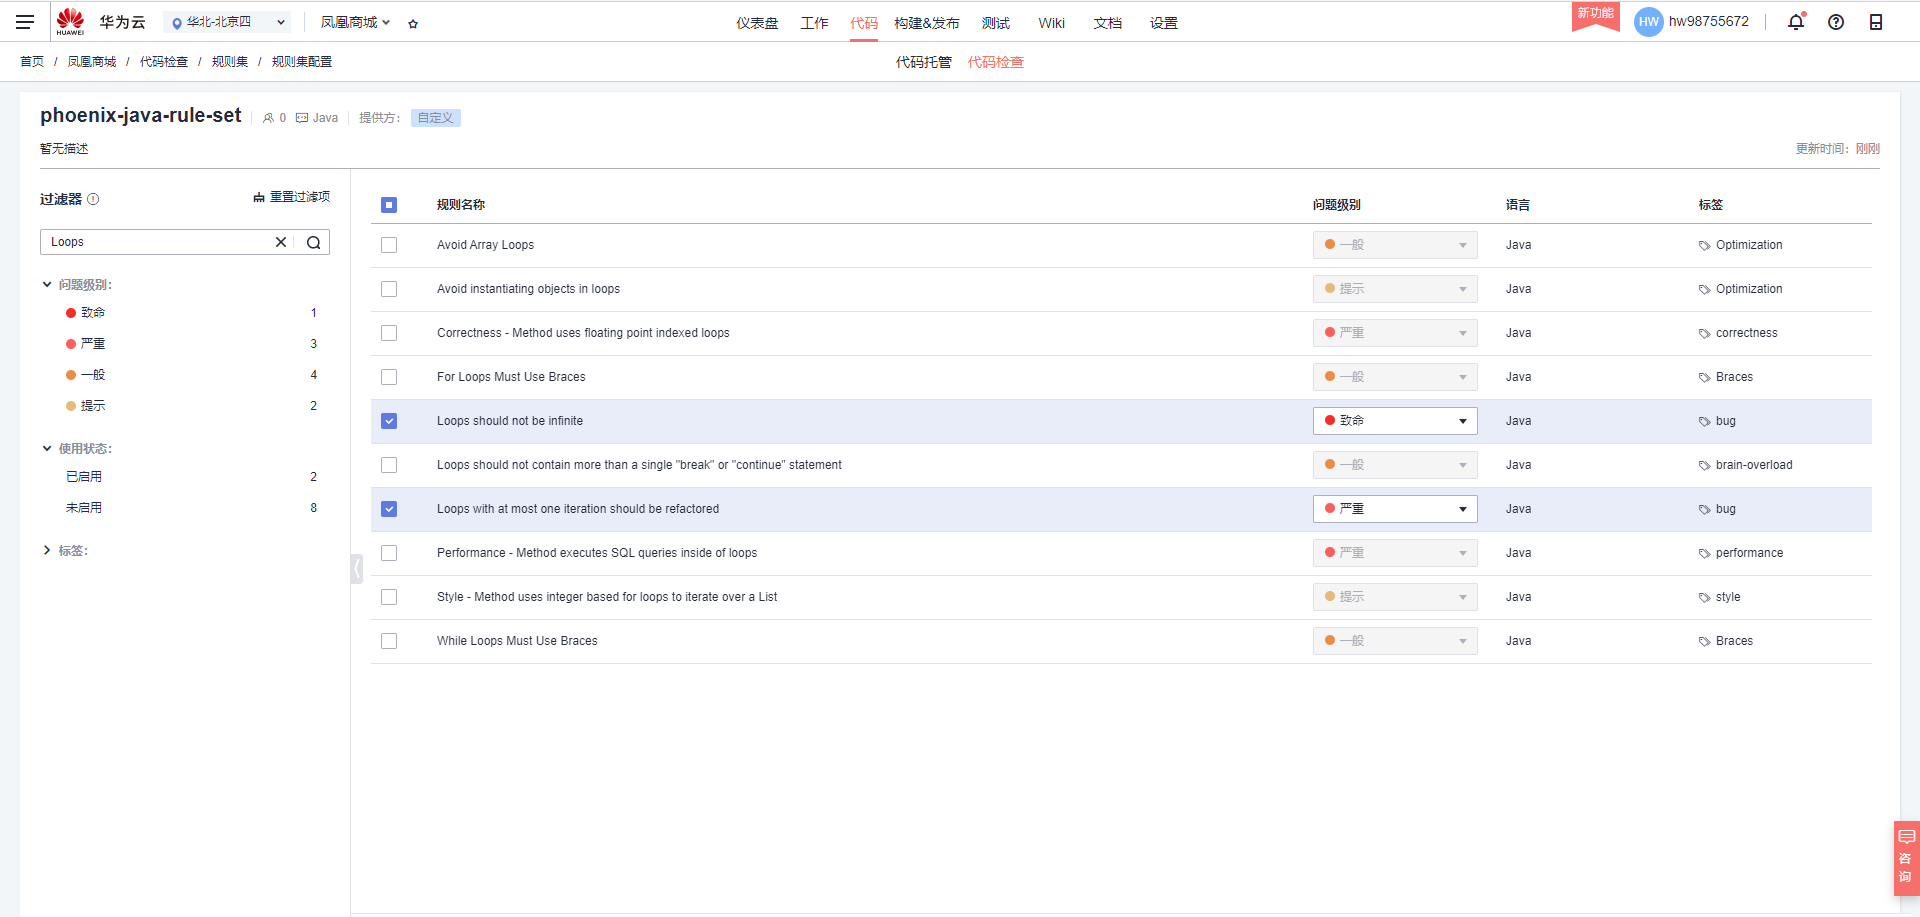 HUAWEI 华为云 华北-北京四 凤凰商城 仪表盘 工作 代码 构建&发布 测试 Wiki 文档 设置 新功能 HW hw98755672
首页 / 凤凰商城 / 代码检查 / 规则集 / 规则集配置 代码托管 代码检查
phoenix-java-rule-set 0 Java 提供方: 自定义
暂无描述 更新时间: 刚刚
过滤器 重置过滤项
Loops
问题级别:
致命 1
严重 3
一般 4
提示 2
使用状态:
已启用 2
未启用 8
标签:
规则名称 问题级别 语言 标签
Avoid Array Loops 一般 Java Optimization
Avoid instantiating objects in loops 提示 Java Optimization
Correctness - Method uses floating point indexed loops 严重 Java correctness
For Loops Must Use Braces 一般 Java Braces
Loops should not be infinite 致命 Java bug
Loops should not contain more than a single "break" or "continue" statement 一般 Java brain-overload
Loops with at most one iteration should be refactored 严重 Java bug
Performance - Method executes SQL queries inside of loops 严重 Java performance
Style - Method uses integer based for loops to iterate over a List 提示 Java style
While Loops Must Use Braces 一般 Java Braces
咨询